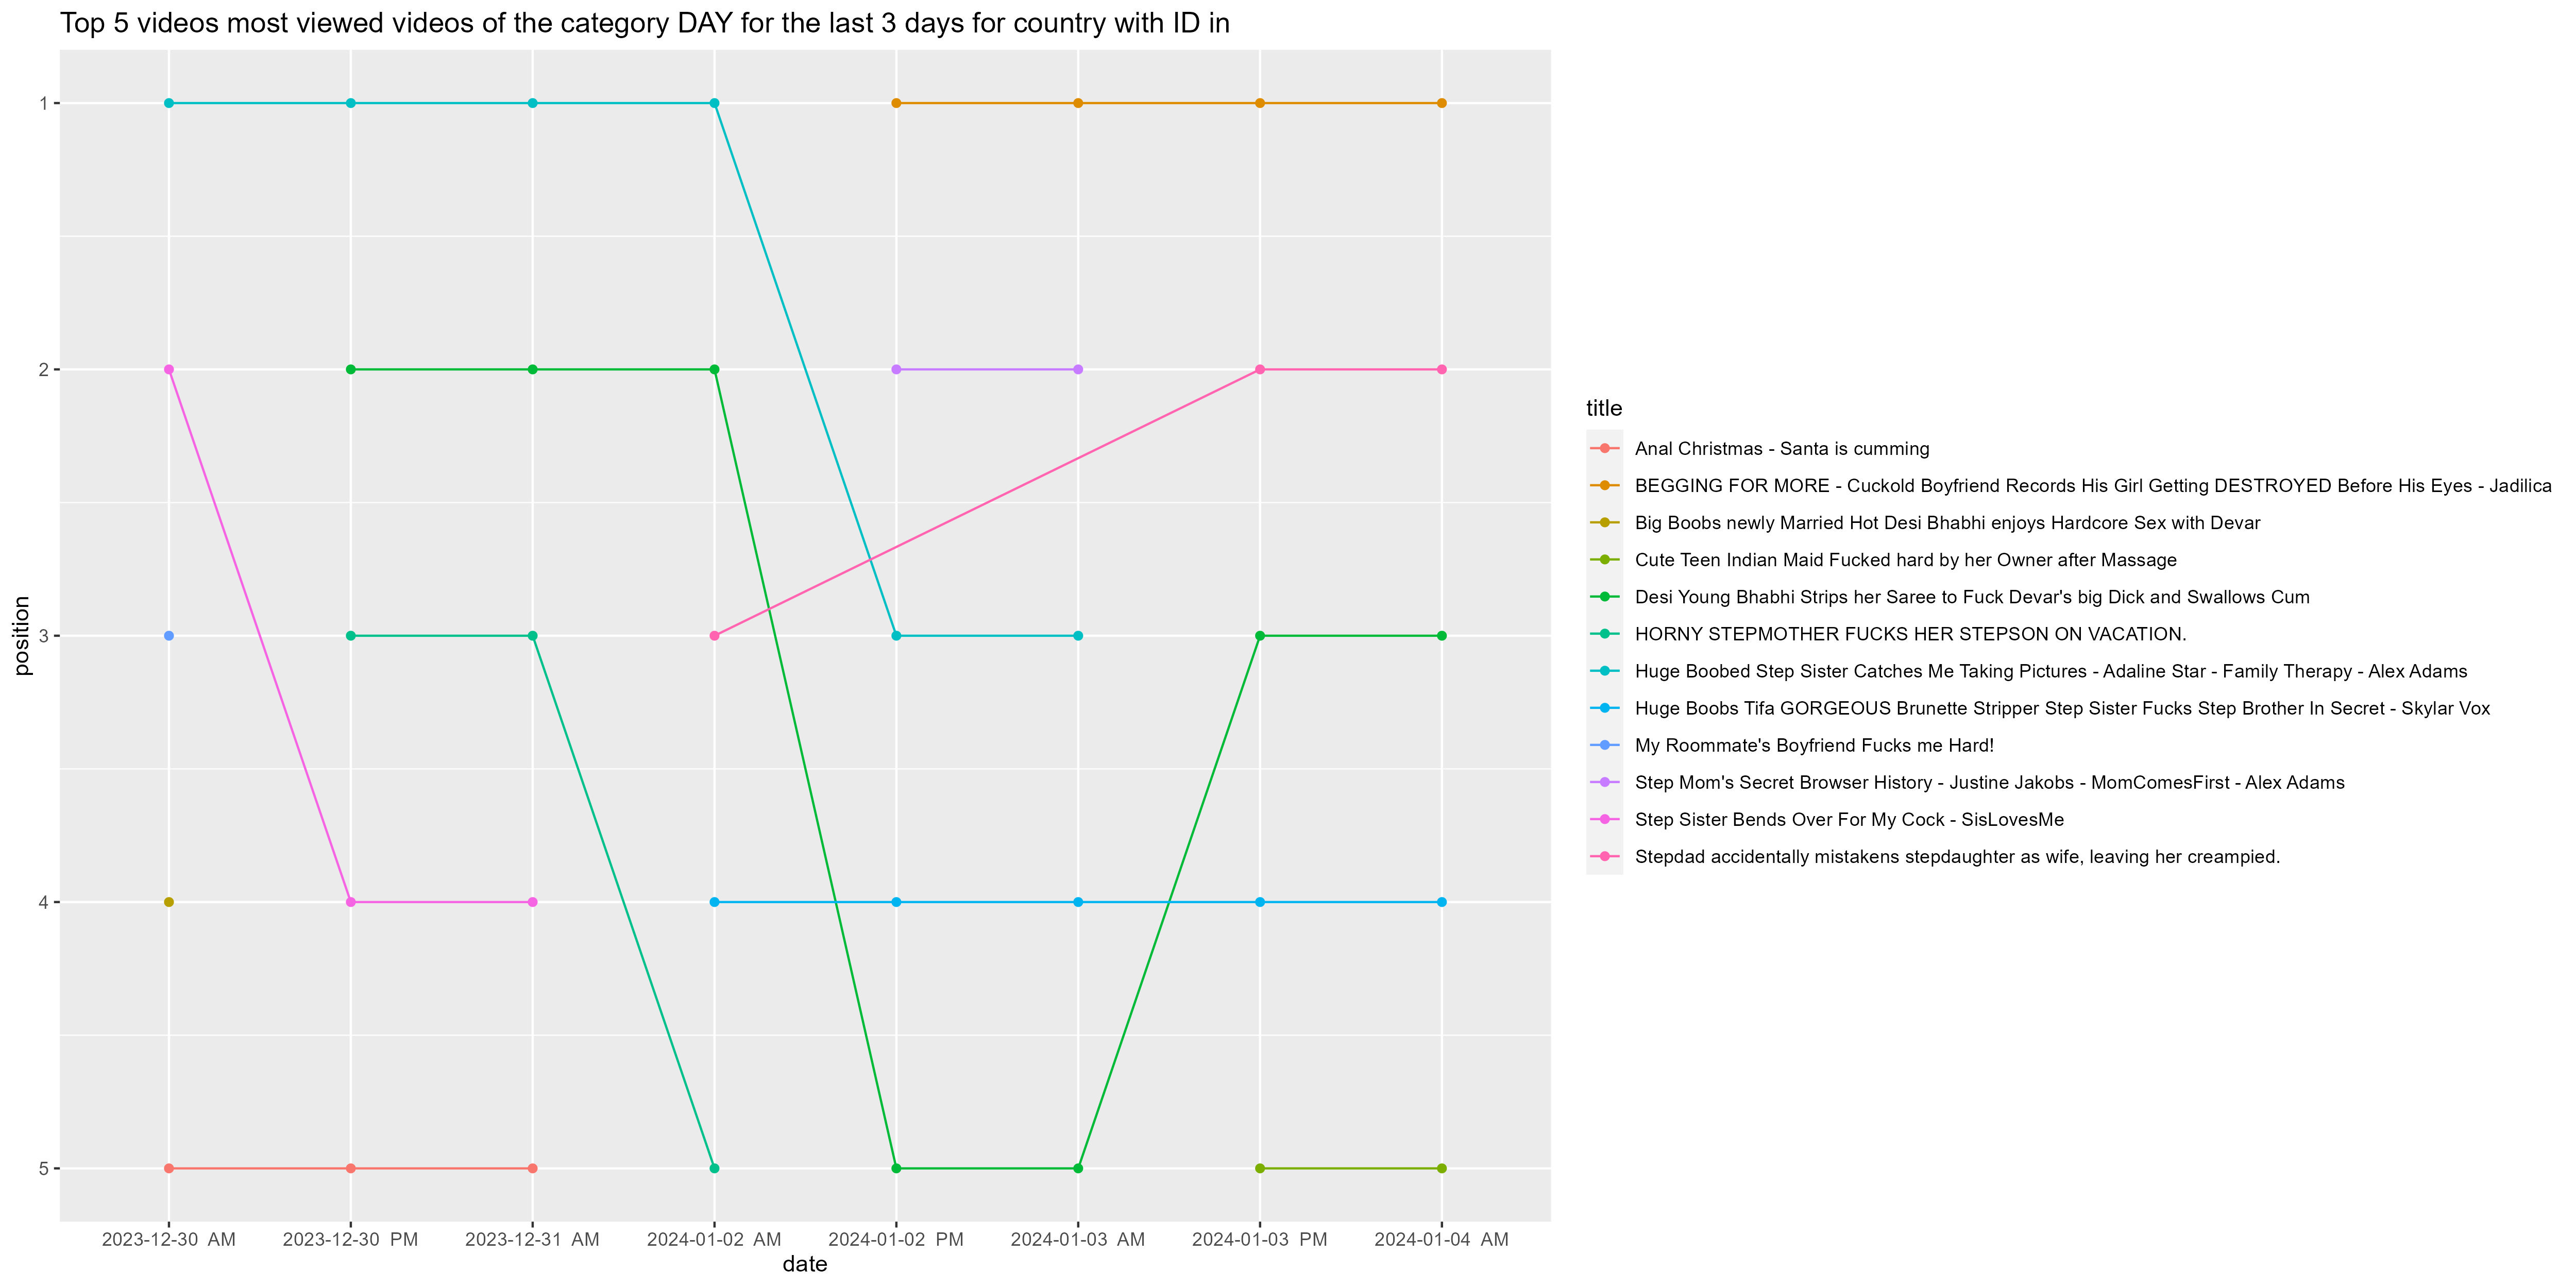 Top 5 videos most viewed videos of the category DAY for the last 3 days for country with ID in
position
1
2
3
4
5
2023-12-30 AM
2023-12-30 PM
2023-12-31 AM
2024-01-02 AM
2024-01-02 PM
2024-01-03 AM
2024-01-03 PM
2024-01-04 AM
date
title
Anal Christmas - Santa is cumming
BEGGING FOR MORE - Cuckold Boyfriend Records His Girl Getting DESTROYED Before His Eyes - Jadilica
Big Boobs newly Married Hot Desi Bhabhi enjoys Hardcore Sex with Devar
Cute Teen Indian Maid Fucked hard by her Owner after Massage
Desi Young Bhabhi Strips her Saree to Fuck Devar's big Dick and Swallows Cum
HORNY STEPMOTHER FUCKS HER STEPSON ON VACATION.
Huge Boobed Step Sister Catches Me Taking Pictures - Adaline Star - Family Therapy - Alex Adams
Huge Boobs Tifa GORGEOUS Brunette Stripper Step Sister Fucks Step Brother In Secret - Skylar Vox
My Roommate's Boyfriend Fucks me Hard!
Step Mom's Secret Browser History - Justine Jakobs - MomComesFirst - Alex Adams
Step Sister Bends Over For My Cock - SisLovesMe
Stepdad accidentally mistakens stepdaughter as wife, leaving her creampied.